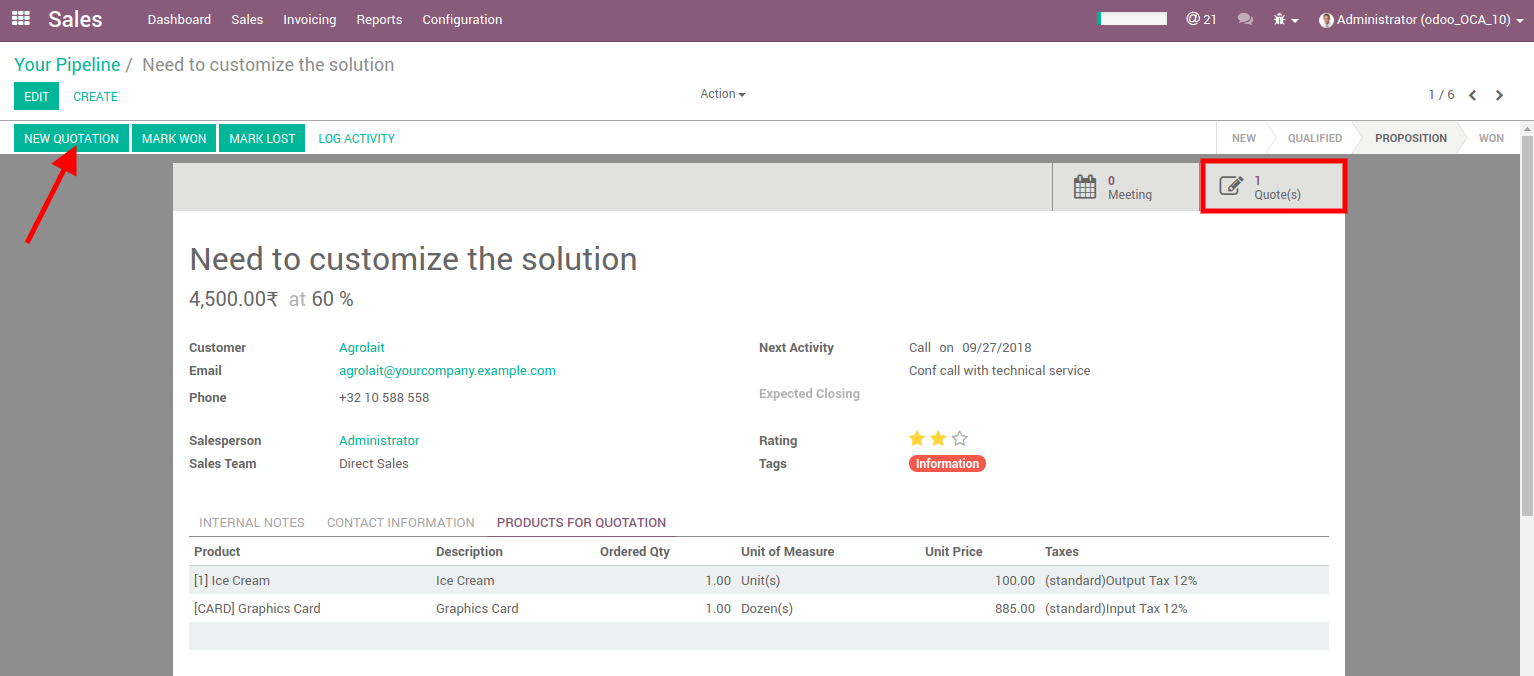 Sales Dashboard Sales Invoicing Reports Configuration @ 21 Administrator (odoo_OCA_10)
Your Pipeline / Need to customize the solution
EDIT CREATE Action 1 / 6
NEW QUOTATION MARK WON MARK LOST LOG ACTIVITY NEW QUALIFIED PROPOSITION WON
0 1
Meeting Quote(s)
Need to customize the solution
4,500.00₹ at 60 %
Customer Agrolait Next Activity Call on 09/27/2018
Email agrolait@yourcompany.example.com Conf call with technical service
Expected Closing
Phone +32 10 588 558
Salesperson Administrator Rating
Sales Team Direct Sales Tags Information
INTERNAL NOTES CONTACT INFORMATION PRODUCTS FOR QUOTATION
Product Description Ordered Qty Unit of Measure Unit Price Taxes
[1] Ice Cream Ice Cream 1.00 Unit(s) 100.00 (standard)Output Tax 12%
[CARD] Graphics Card Graphics Card 1.00 Dozen(s) 885.00 (standard)Input Tax 12%